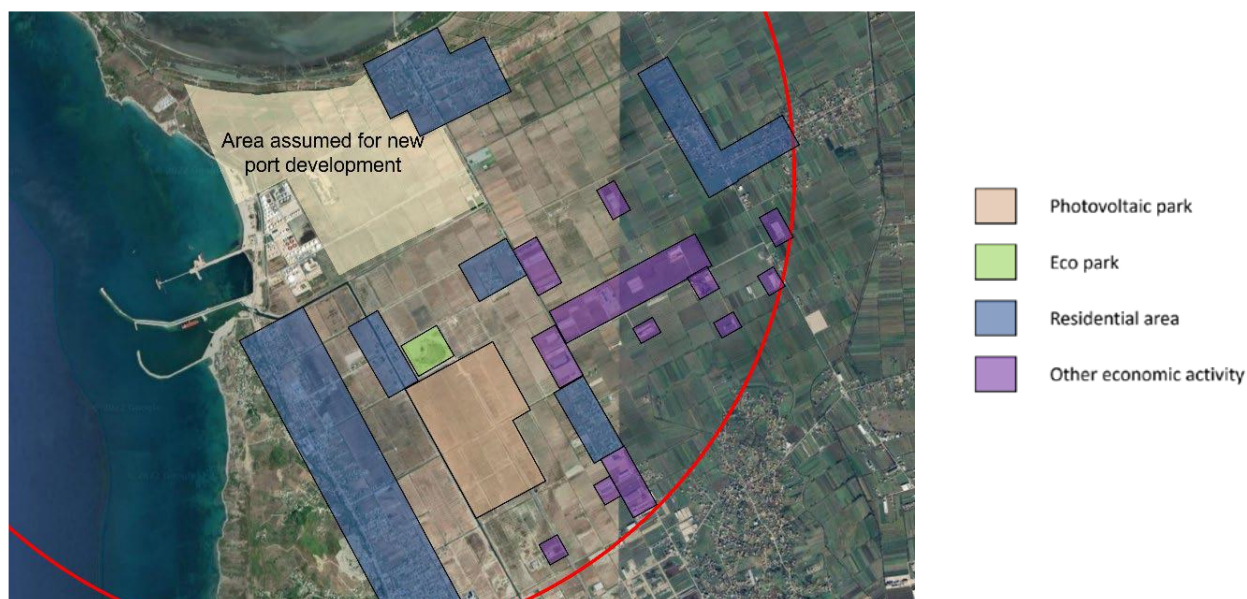 Area assumed for new
port development
Photovoltaic park
Eco park
Residential area
Other economic activity